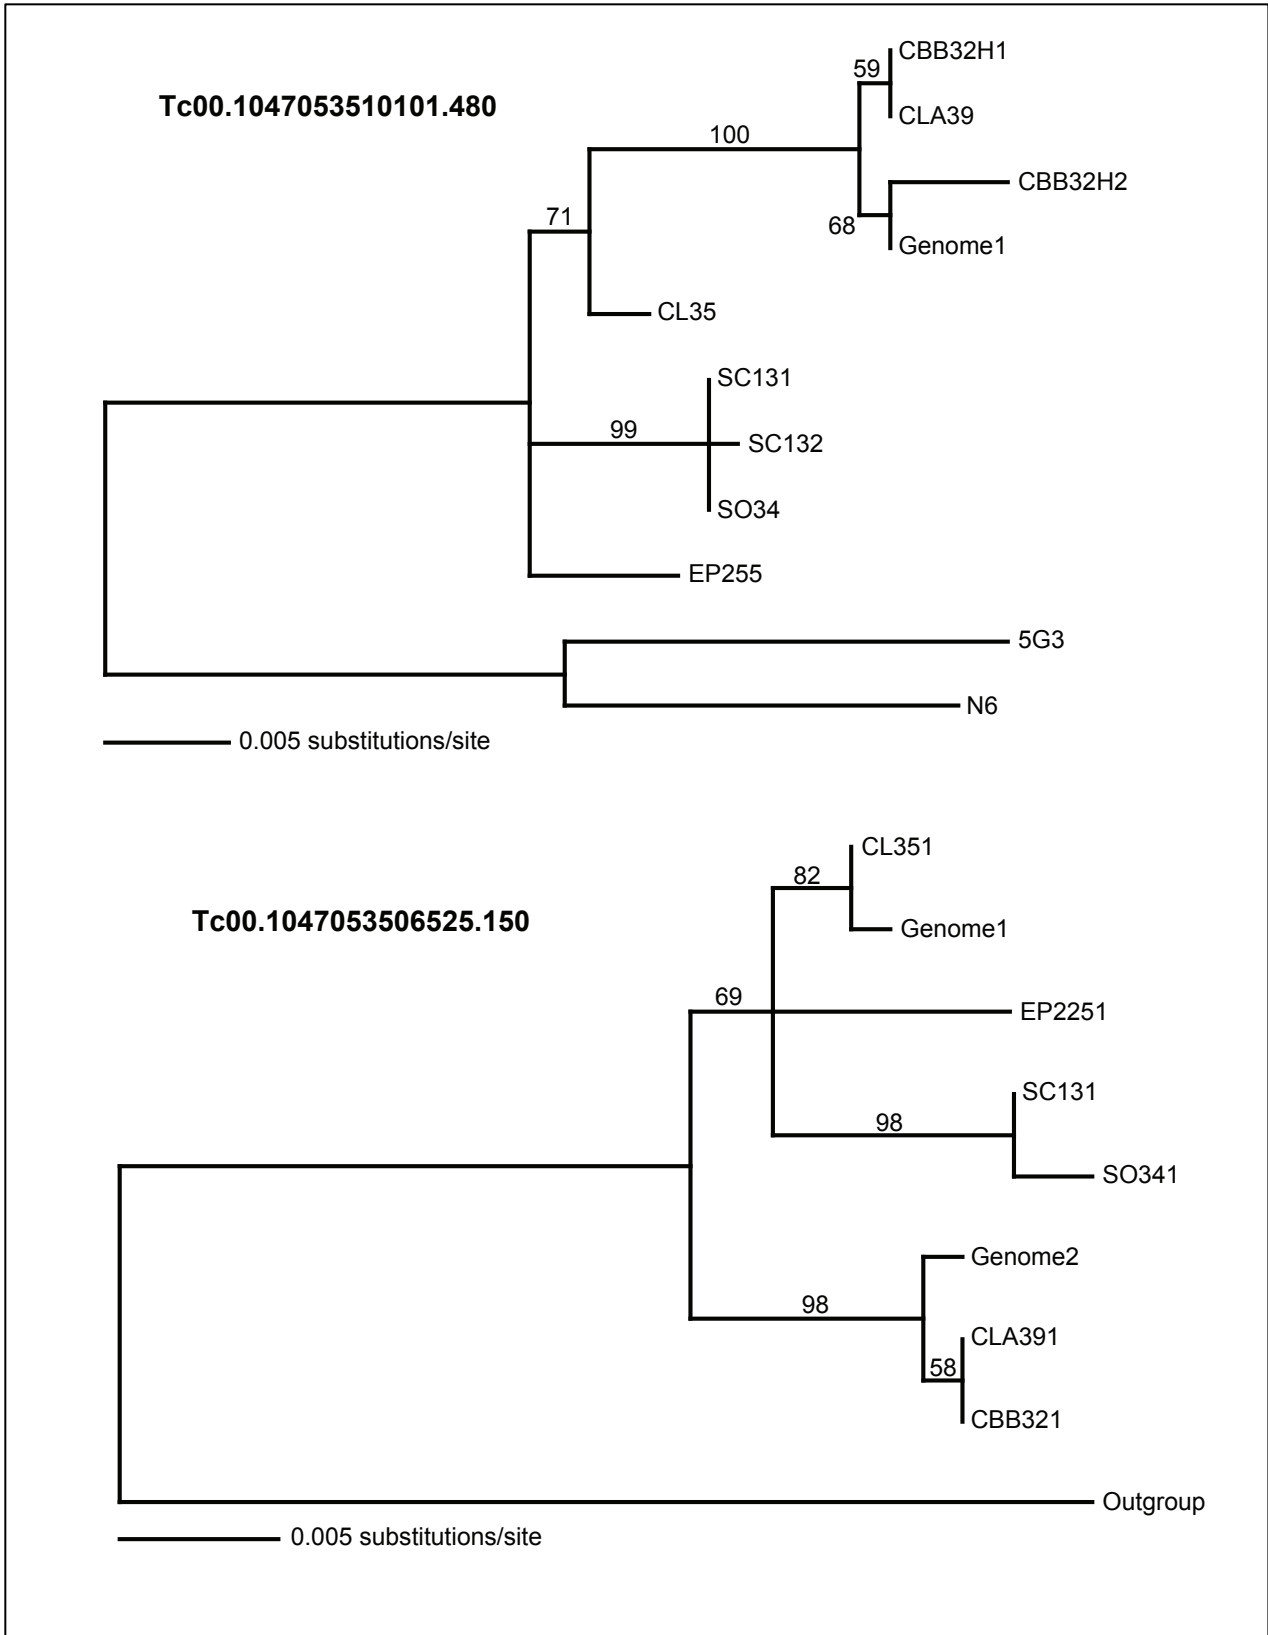 CBB32H1
59
Tc00.1047053510101.480
CLA39
100
CBB32H2
71
68
Genome1
CL35
SC131
99
SC132
SO34
EP255
5G3
N6
0.005 substitutions/site
CL351
82
Tc00.1047053506525.150
Genome1
69
EP2251
SC131
98
SO341
Genome2
98
CLA391
58
CBB321
Outgroup
0.005 substitutions/site